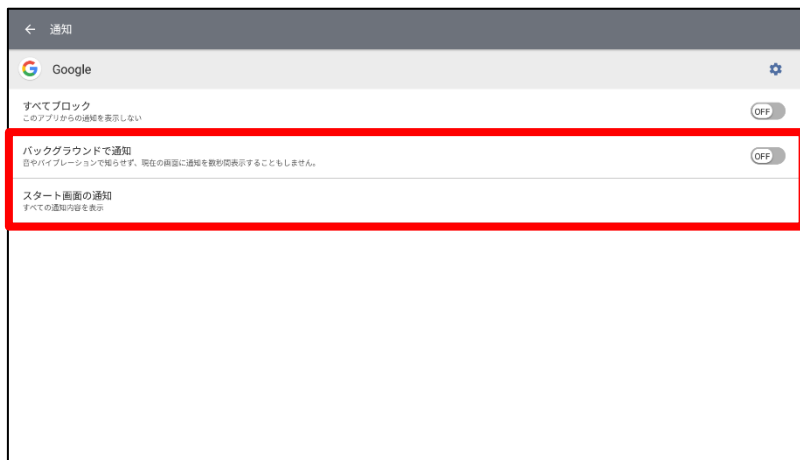 ← 通知
Google
すべてブロック
このアプリからの通知を表示しない
OFF
バックグラウンドで通知
音やバイブレーションで知らせず、現在の画面に通知を数秒間表示することもしません。
OFF
スタート画面の通知
すべての通知内容を表示